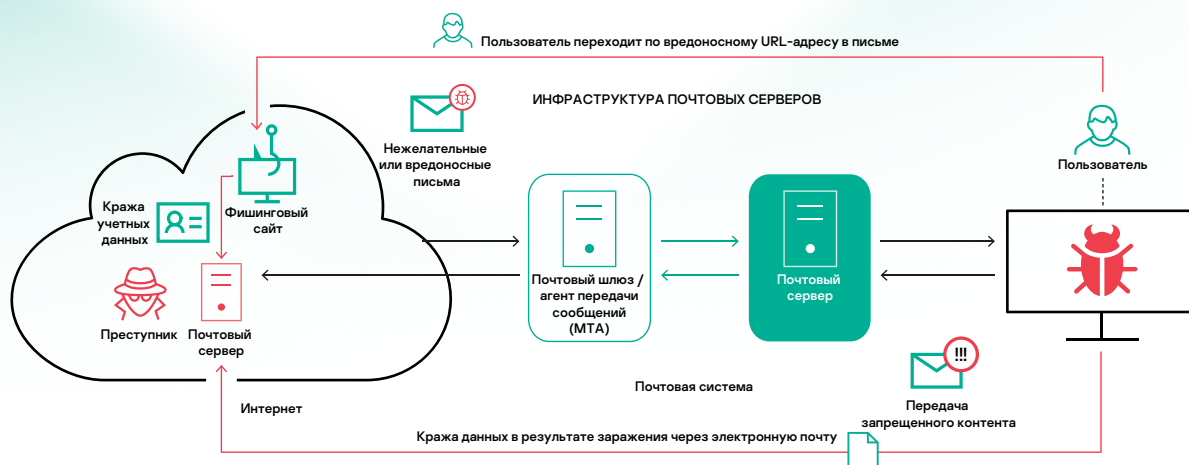 Пользователь переходит по вредоносному URL-адресу в письме
ИНФРАСТРУКТУРА ПОЧТОВЫХ СЕРВЕРОВ
Нежелательные
или вредоносные
письма
Пользователь
Кража
учетных
данных
Фишинговый
сайт
Преступник
Почтовый
сервер
Почтовый шлюз /
агент передачи
сообщений
(MTA)
Почтовый
сервер
!!!
Передача
запрещенного контента
Почтовая система
Интернет
Кража данных в результате заражения через электронную почту